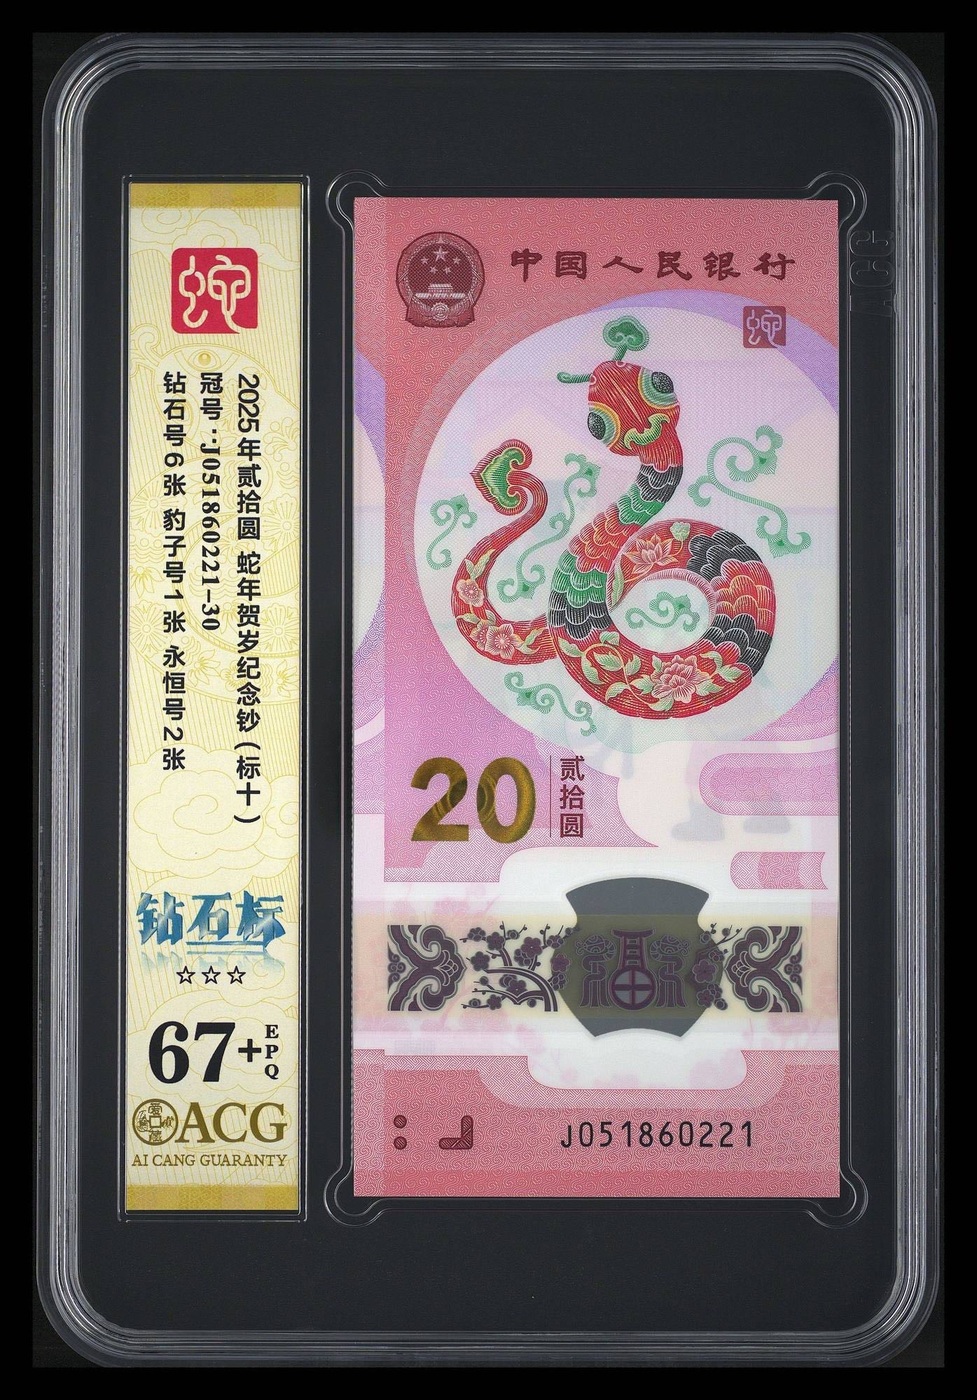 蛇
2025年贰拾圆 蛇年贺岁纪念钞(标十)
冠号:J051860221-30
钻石号6张 豹子号1张 永恒号2张
钻石标
☆☆☆
67+EPQ
ACG
AI CANG GUARANTY
中国人民银行
蛇
20
贰拾圆
J051860221
ACG